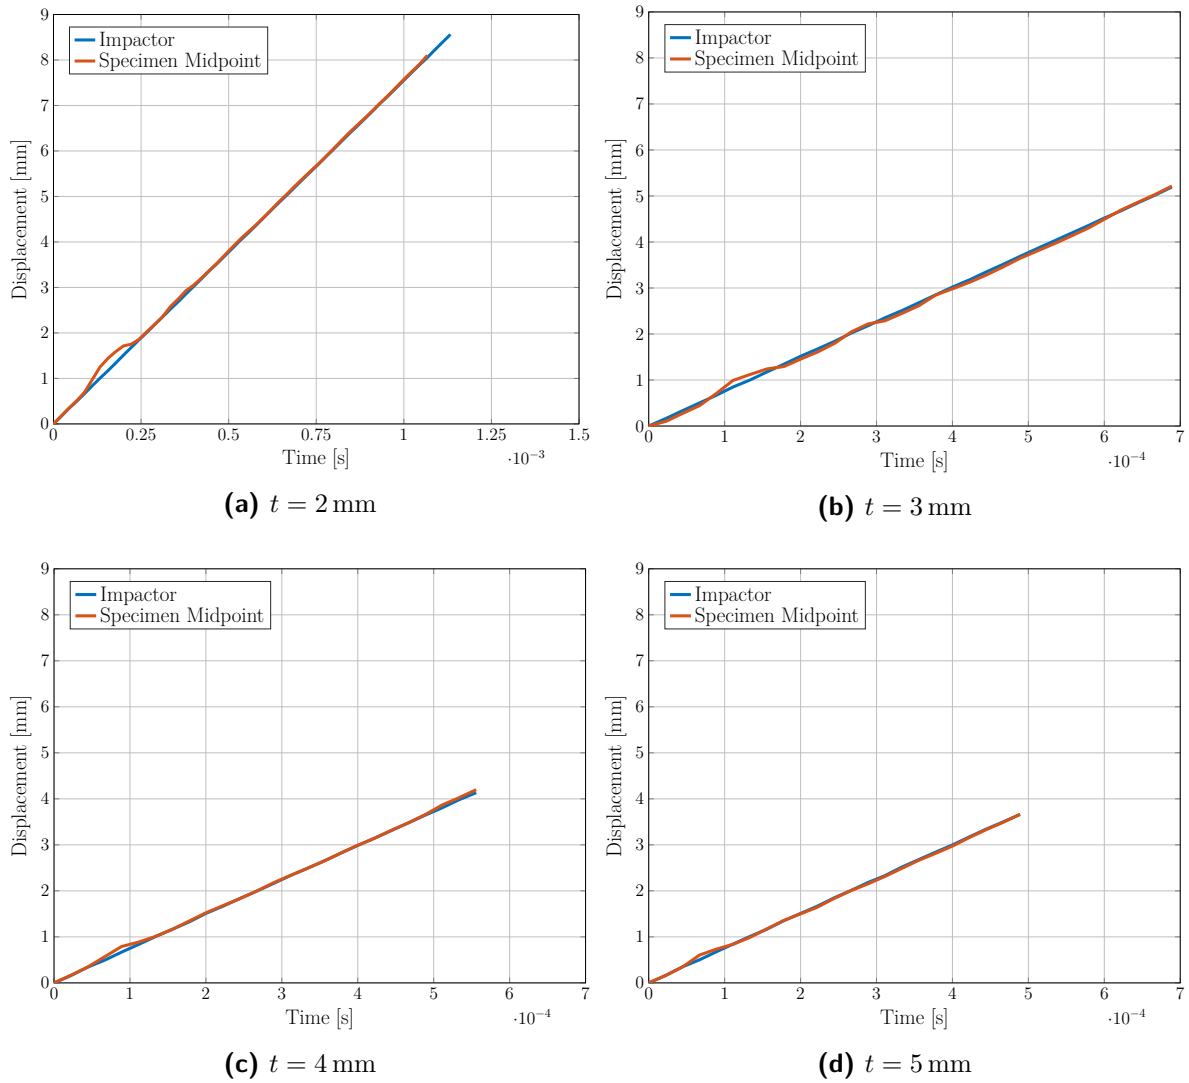 Impactor
Specimen Midpoint
Displacement [mm]
9
8
7
6
5
4
3
2
1
0
0 0.25 0.5 0.75 1 1.25 1.5
Time [s]
·10⁻³
(a) t = 2 mm
Impactor
Specimen Midpoint
Displacement [mm]
9
8
7
6
5
4
3
2
1
0
0 1 2 3 4 5 6 7
Time [s]
·10⁻⁴
(b) t = 3 mm
Impactor
Specimen Midpoint
Displacement [mm]
9
8
7
6
5
4
3
2
1
0
0 1 2 3 4 5 6 7
Time [s]
·10⁻⁴
(c) t = 4 mm
Impactor
Specimen Midpoint
Displacement [mm]
9
8
7
6
5
4
3
2
1
0
0 1 2 3 4 5 6 7
Time [s]
·10⁻⁴
(d) t = 5 mm